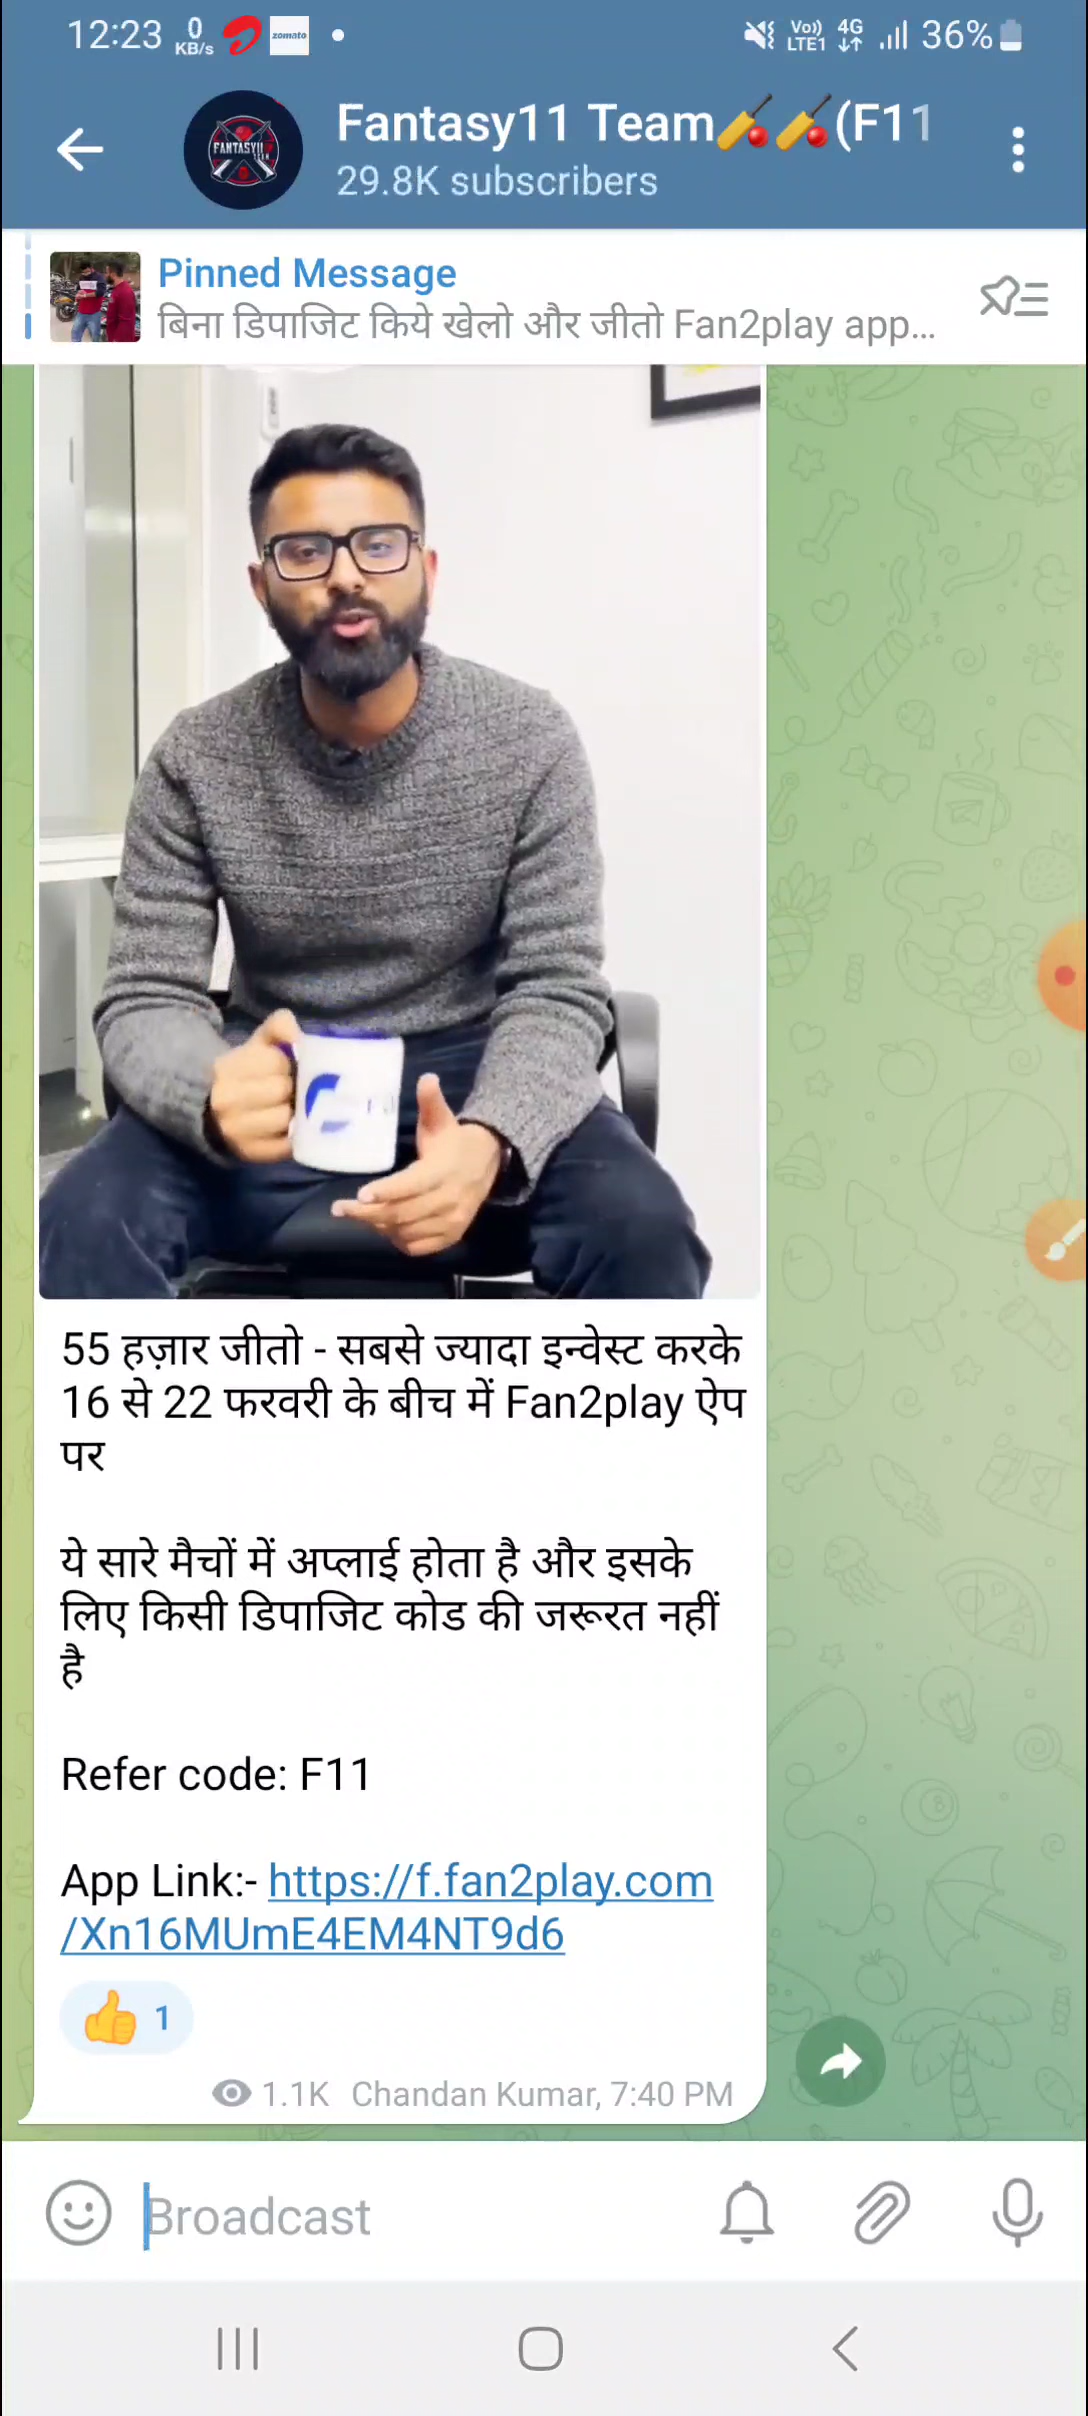 12:23 0 KB/s zomato Vo)) LTE1 4G 36%
Fantasy11 Team🏏🏏(F11
FANTASY11 TEAM
29.8K subscribers
Pinned Message
बिना डिपाजिट किये खेलो और जीतो Fan2play app...
55 हज़ार जीतो - सबसे ज्यादा इन्वेस्ट करके
16 से 22 फरवरी के बीच में Fan2play ऐप
पर
ये सारे मैचों में अप्लाई होता है और इसके
लिए किसी डिपाजिट कोड की जरूरत नहीं
है
Refer code: F11
App Link:- https://f.fan2play.com
/Xn16MUmE4EM4NT9d6
👍 1
1.1K Chandan Kumar, 7:40 PM
Broadcast